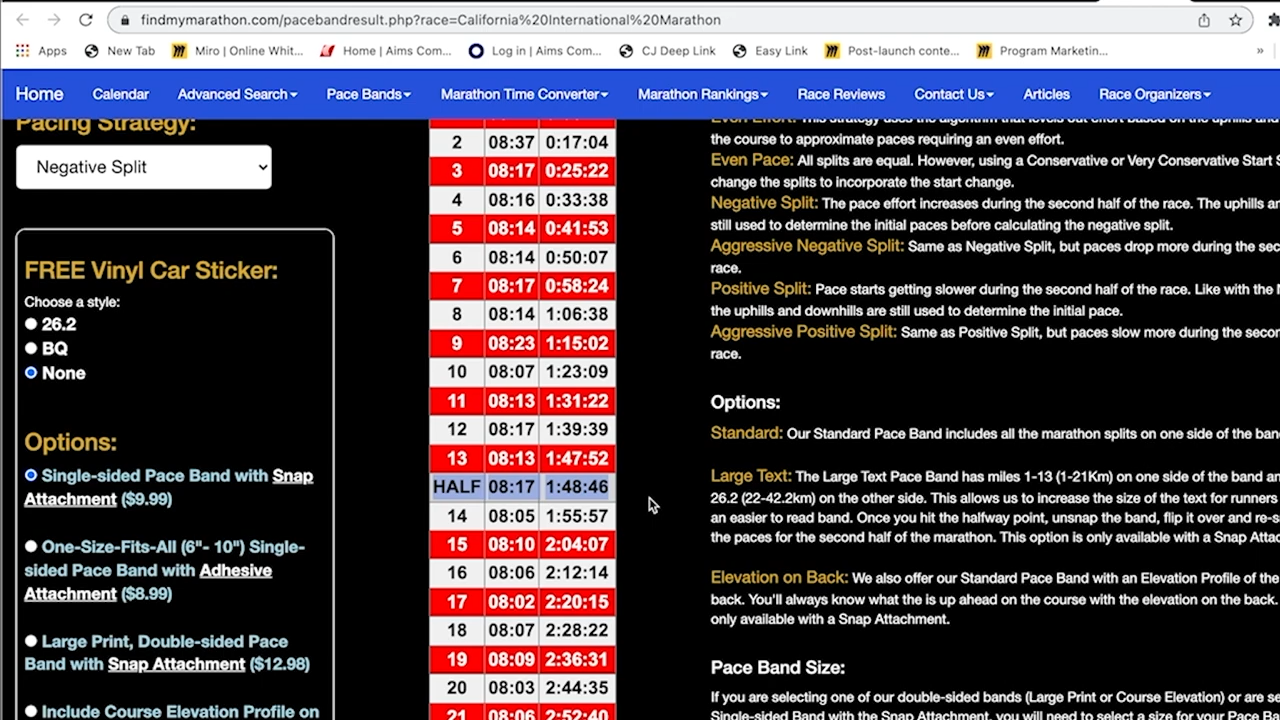 findmymarathon.com/pacebandresult.php?race=California%20International%20Marathon
Apps New Tab Miro | Online Whit... Home | Aims Com... Log in | Aims Com... CJ Deep Link Easy Link Post-launch conte... Program Marketin... »
Home Calendar Advanced Search Pace Bands Marathon Time Converter Marathon Rankings Race Reviews Contact Us Articles Race Organizers
Pacing Strategy:
Negative Split
FREE Vinyl Car Sticker:
Choose a style:
26.2
BQ
None
Options:
Single-sided Pace Band with Snap
Attachment ($9.99)
One-Size-Fits-All (6"- 10") Single-
sided Pace Band with Adhesive
Attachment ($8.99)
Large Print, Double-sided Pace
Band with Snap Attachment ($12.98)
Include Course Elevation Profile on
2 08:37 0:17:04
3 08:17 0:25:22
4 08:16 0:33:38
5 08:14 0:41:53
6 08:14 0:50:07
7 08:17 0:58:24
8 08:14 1:06:38
9 08:23 1:15:02
10 08:07 1:23:09
11 08:13 1:31:22
12 08:17 1:39:39
13 08:13 1:47:52
HALF 08:17 1:48:46
14 08:05 1:55:57
15 08:10 2:04:07
16 08:06 2:12:14
17 08:02 2:20:15
18 08:07 2:28:22
19 08:09 2:36:31
20 08:03 2:44:35
21 08:06 2:52:40
Even Effort: This strategy uses the algorithm that levels out effort based on the uphills and
the course to approximate paces requiring an even effort.
Even Pace: All splits are equal. However, using a Conservative or Very Conservative Start S
change the splits to incorporate the start change.
Negative Split: The pace effort increases during the second half of the race. The uphills an
still used to determine the initial paces before calculating the negative split.
Aggressive Negative Split: Same as Negative Split, but paces drop more during the sec
race.
Positive Split: Pace starts getting slower during the second half of the race. Like with the N
the uphills and downhills are still used to determine the initial pace.
Aggressive Positive Split: Same as Positive Split, but paces slow more during the secon
race.
Options:
Standard: Our Standard Pace Band includes all the marathon splits on one side of the ban
Large Text: The Large Text Pace Band has miles 1-13 (1-21Km) on one side of the band an
26.2 (22-42.2km) on the other side. This allows us to increase the size of the text for runners
an easier to read band. Once you hit the halfway point, unsnap the band, flip it over and re-s
the paces for the second half of the marathon. This option is only available with a Snap Attac
Elevation on Back: We also offer our Standard Pace Band with an Elevation Profile of the
back. You'll always know what the is up ahead on the course with the elevation on the back.
only available with a Snap Attachment.
Pace Band Size:
If you are selecting one of our double-sided bands (Large Print or Course Elevation) or are se
Single-sided Band with the Snap Attachment, you will need to select a size for your Pace Ba